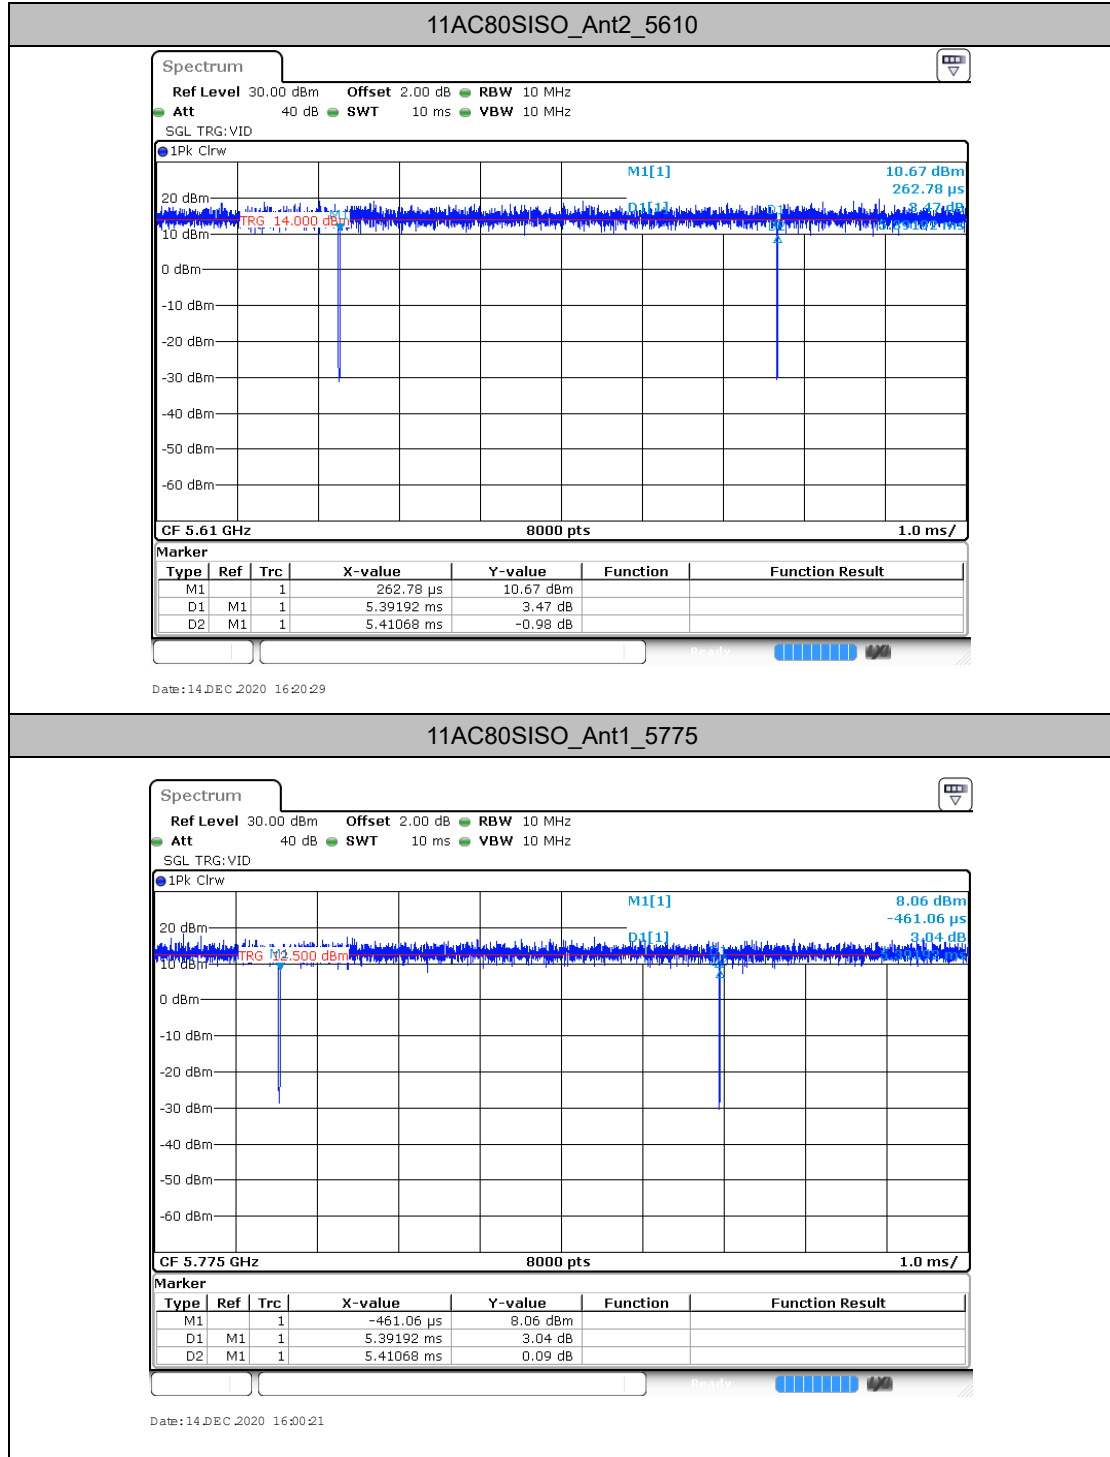 11AC80SISO_Ant2_5610
Spectrum
Ref Level 30.00 dBm Offset 2.00 dB RBW 10 MHz
Att 40 dB SWT 10 ms VBW 10 MHz
SGL TRG:VID
1Pk Clrw
M1[1] 10.67 dBm
262.78 µs
20 dBm
D1[1] 3.47 dB
TRG 14.000 dBm
M1
D1
10 dBm
0 dBm
-10 dBm
-20 dBm
-30 dBm
-40 dBm
-50 dBm
-60 dBm
CF 5.61 GHz 8000 pts 1.0 ms/
Marker
Type Ref Trc X-value Y-value Function Function Result
M1 1 262.78 µs 10.67 dBm
D1 M1 1 5.39192 ms 3.47 dB
D2 M1 1 5.41068 ms -0.98 dB
Ready
Date: 14.DEC.2020 16:20:29
11AC80SISO_Ant1_5775
Spectrum
Ref Level 30.00 dBm Offset 2.00 dB RBW 10 MHz
Att 40 dB SWT 10 ms VBW 10 MHz
SGL TRG:VID
1Pk Clrw
M1[1] 8.06 dBm
-461.06 µs
20 dBm
D1[1] 3.04 dB
TRG 12.500 dBm
M1
10 dBm
0 dBm
-10 dBm
-20 dBm
-30 dBm
-40 dBm
-50 dBm
-60 dBm
CF 5.775 GHz 8000 pts 1.0 ms/
Marker
Type Ref Trc X-value Y-value Function Function Result
M1 1 -461.06 µs 8.06 dBm
D1 M1 1 5.39192 ms 3.04 dB
D2 M1 1 5.41068 ms 0.09 dB
Ready
Date: 14.DEC.2020 16:00:21